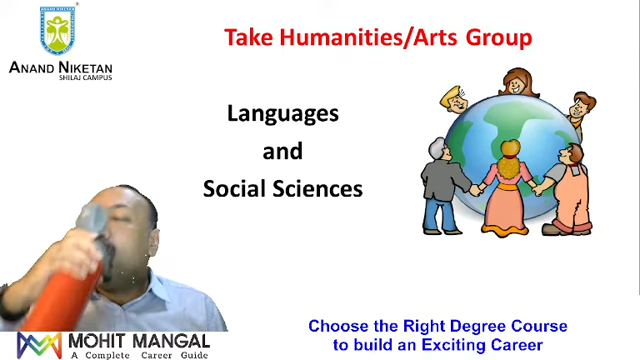 ANAND NIKETAN
SHILAJ CAMPUS
Take Humanities/Arts Group
Languages
and
Social Sciences
MOHIT MANGAL
A Complete Career Guide
Choose the Right Degree Course
to build an Exciting Career